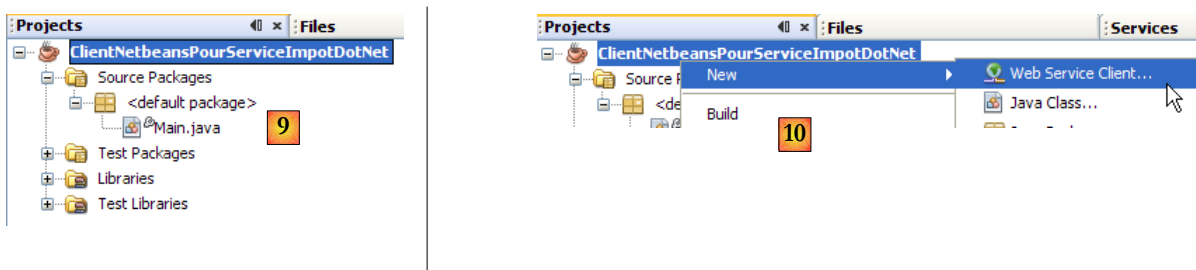 Projects
Files
ClientNetbeansPourServiceImpotDotNet
Source Packages
<default package>
Main.java
9
Test Packages
Libraries
Test Libraries
Projects
Files
Services
ClientNetbeansPourServiceImpotDotNet
Source
New
Web Service Client...
<de
Java Class...
Build
10